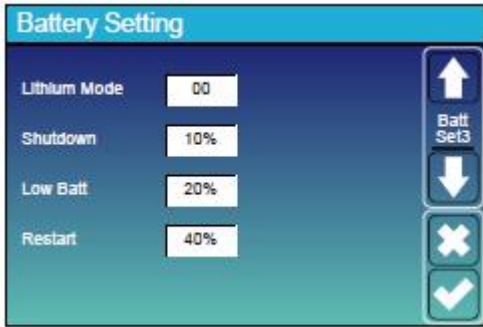 Battery Setting
Lithium Mode 00
Batt
Set3
Shutdown 10%
Low Batt 20%
Restart 40%